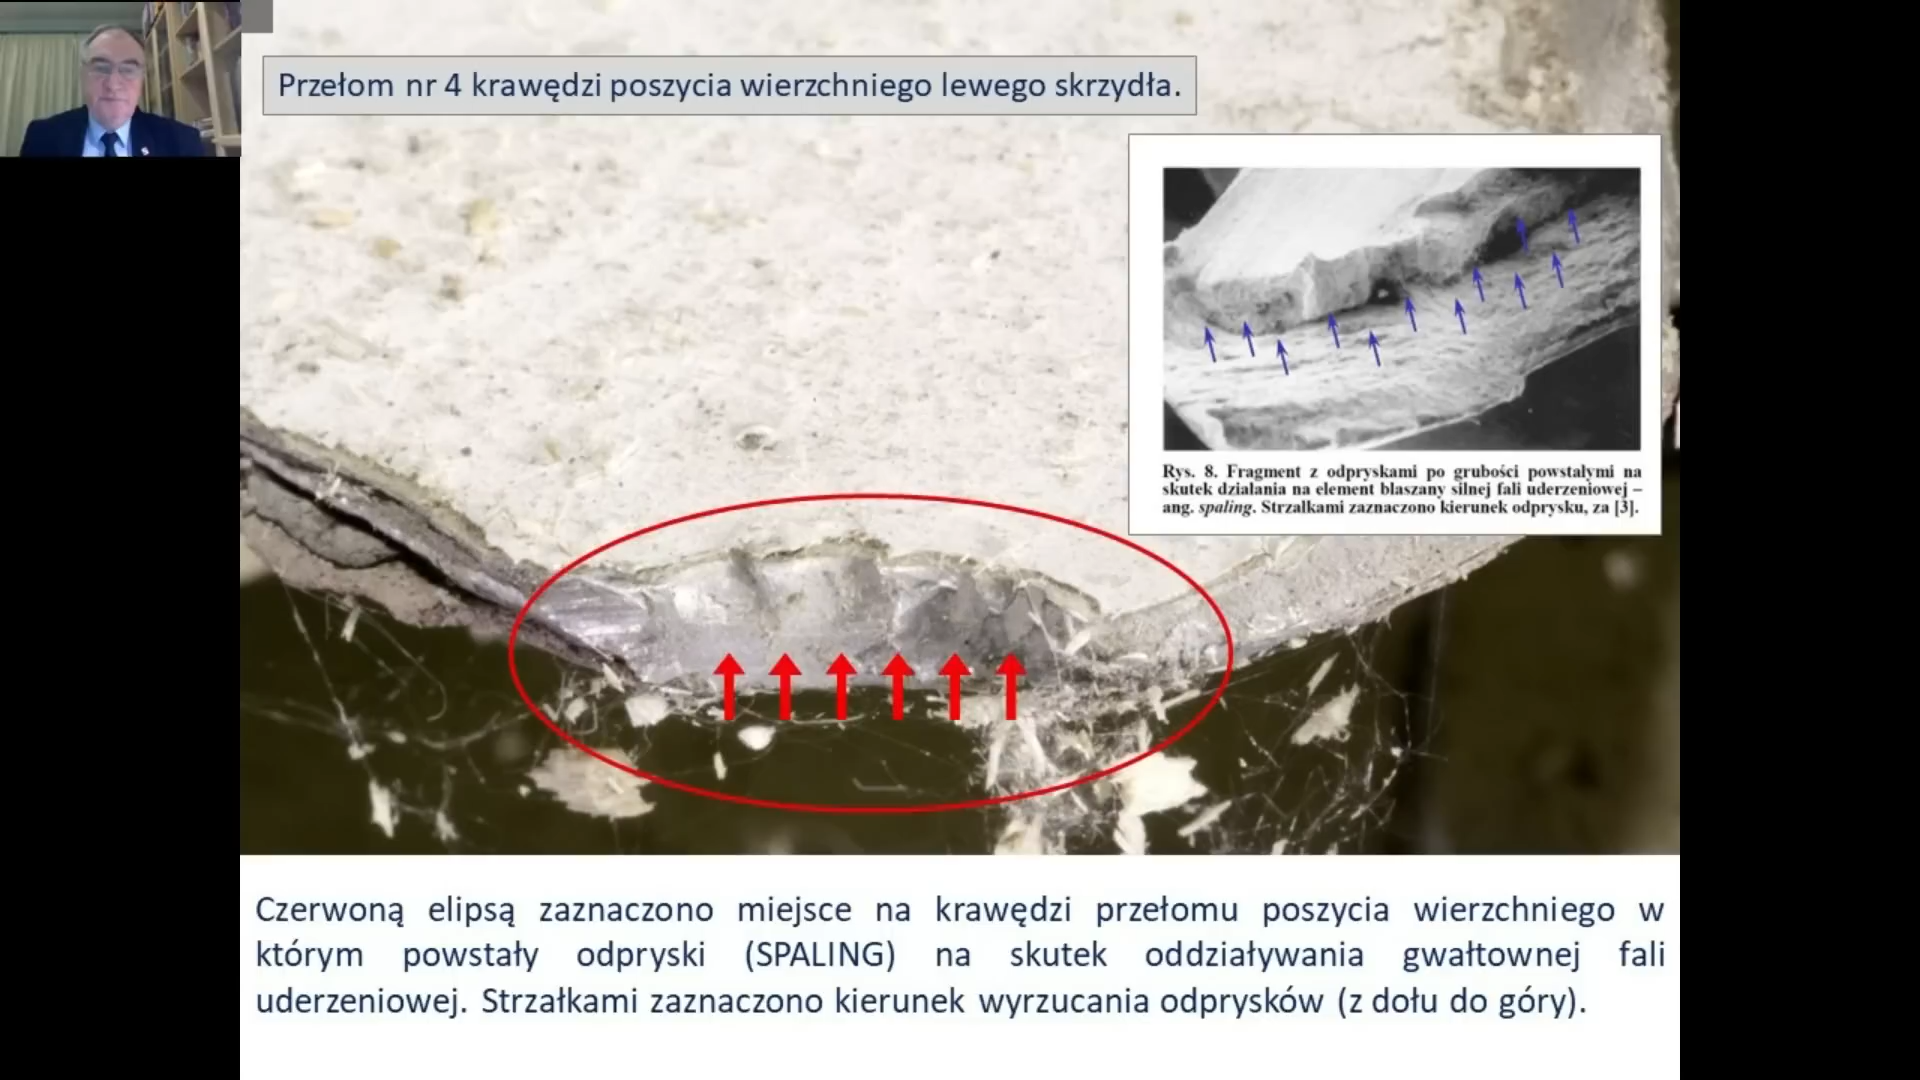 Przełom nr 4 krawędzi poszycia wierzchniego lewego skrzydła.
Rys. 8. Fragment z odpryskami po grubości powstałymi na
skutek działania na element blaszany silnej fali uderzeniowej –
ang. spaling. Strzałkami zaznaczono kierunek odprysku, za [3].
Czerwoną elipsą zaznaczono miejsce na krawędzi przełomu poszycia wierzchniego w
którym powstały odpryski (SPALING) na skutek oddziaływania gwałtownej fali
uderzeniowej. Strzałkami zaznaczono kierunek wyrzucania odprysków (z dołu do góry).